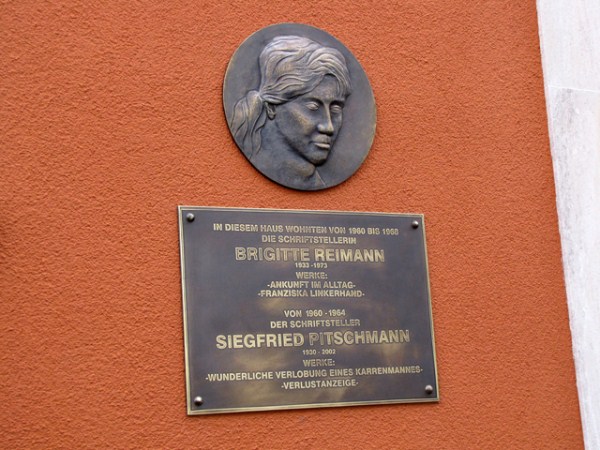 IN DIESEM HAUS WOHNTEN VON 1960 BIS 1968
DIE SCHRIFTSTELLERIN
BRIGITTE REIMANN
1933 - 1973
WERKE:
-ANKUNFT IM ALLTAG-
-FRANZISKA LINKERHAND-
VON 1960 - 1964
DER SCHRIFTSTELLER
SIEGFRIED PITSCHMANN
1930 - 2002
WERKE:
-WUNDERLICHE VERLOBUNG EINES KARRENMANNES-
-VERLUSTANZEIGE-